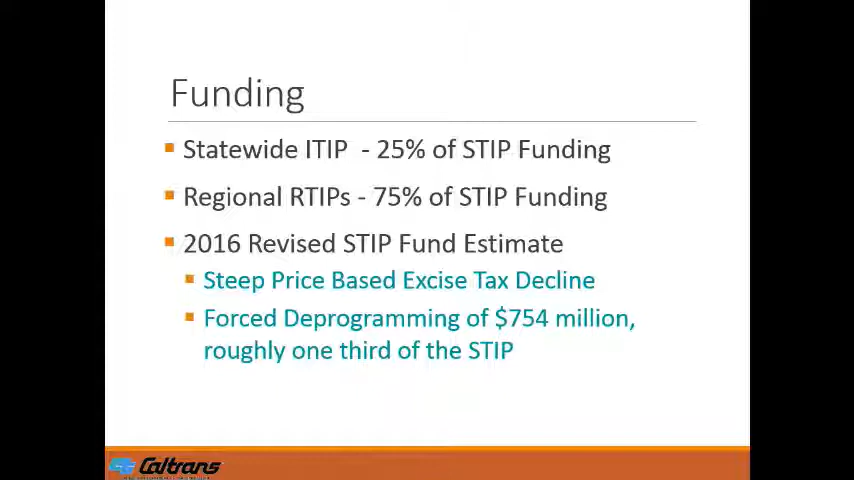 Funding
Statewide ITIP - 25% of STIP Funding
Regional RTIPs - 75% of STIP Funding
2016 Revised STIP Fund Estimate
Steep Price Based Excise Tax Decline
Forced Deprogramming of $754 million,
roughly one third of the STIP
Caltrans